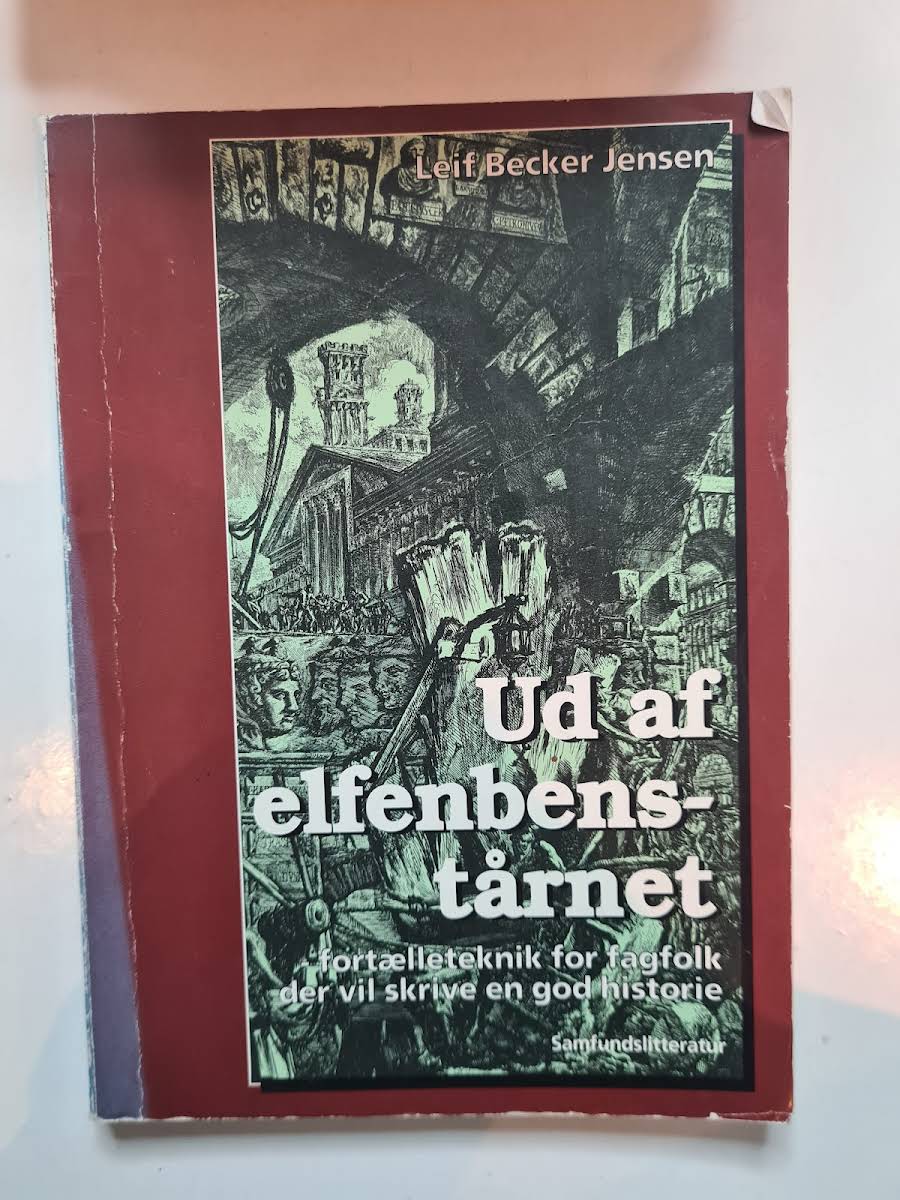 Leif Becker Jensen
Ud af
elfenbens-
tårnet
- fortælleteknik for fagfolk
der vil skrive en god historie
Samfundslitteratur